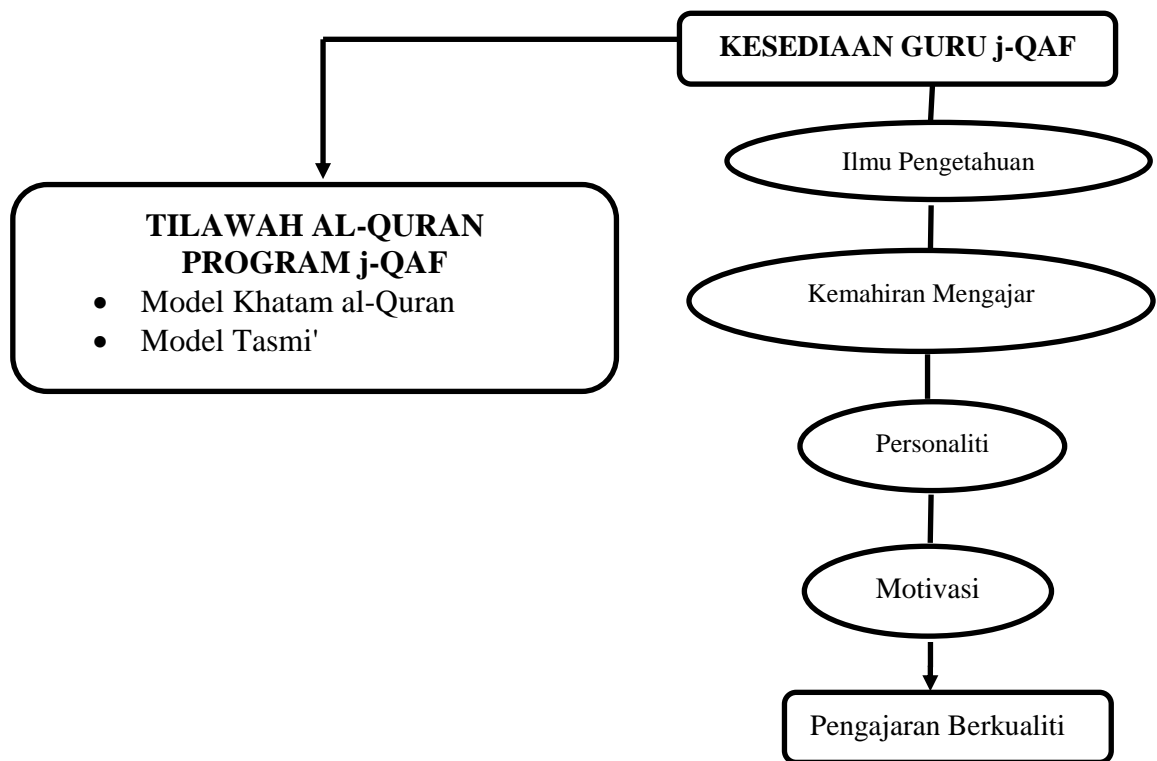 KESEDIAAN GURU j-QAF
Ilmu Pengetahuan
TILAWAH AL-QURAN
PROGRAM j-QAF
• Model Khatam al-Quran
• Model Tasmi'
Kemahiran Mengajar
Personaliti
Motivasi
Pengajaran Berkualiti